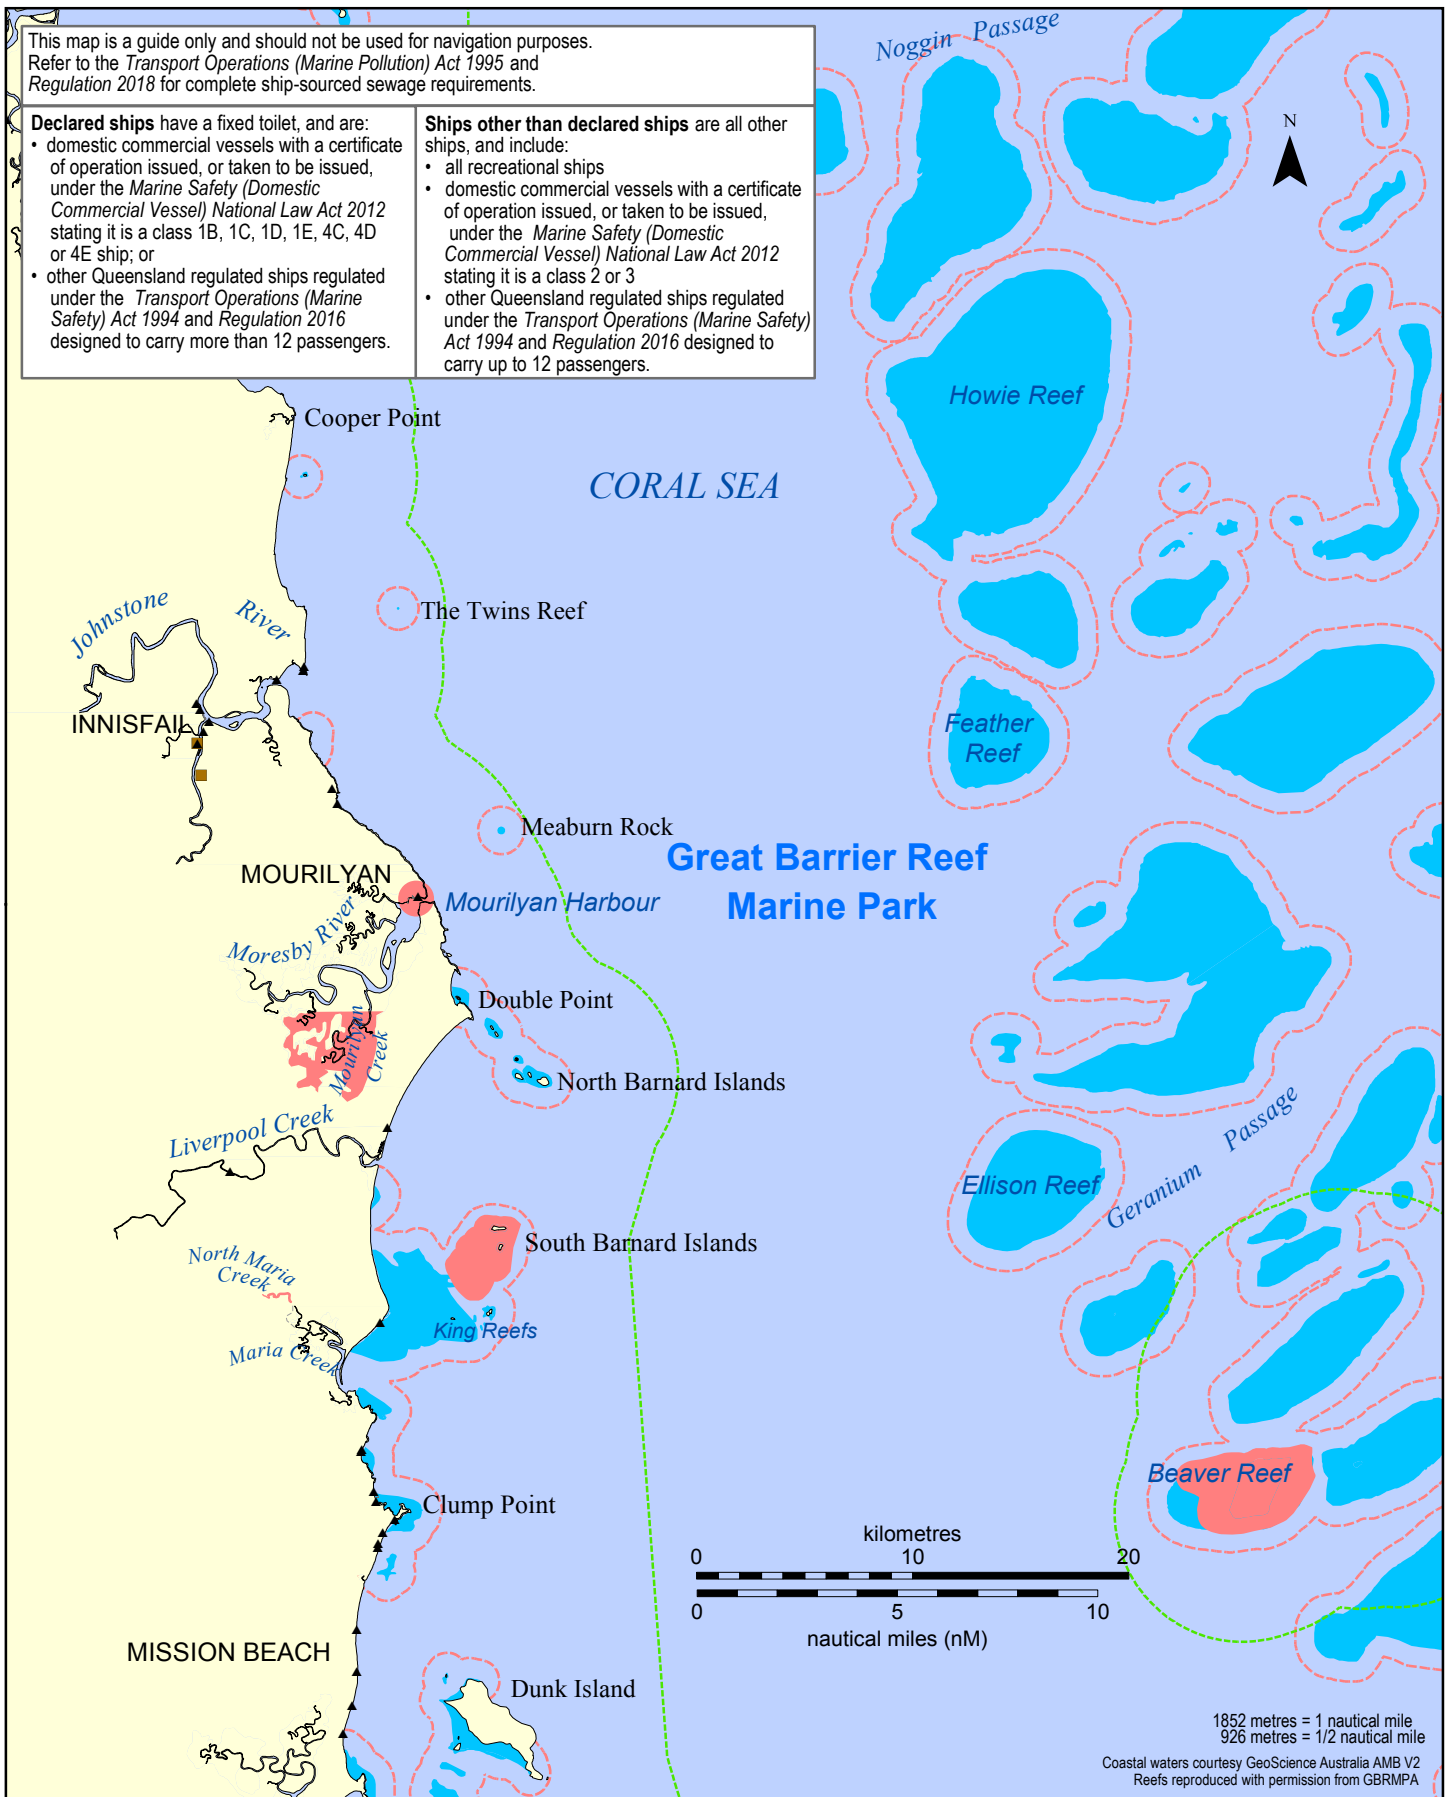 This map is a guide only and should not be used for navigation purposes.
Refer to the Transport Operations (Marine Pollution) Act 1995 and
Regulation 2018 for complete ship-sourced sewage requirements.
Declared ships have a fixed toilet, and are:
• domestic commercial vessels with a certificate
of operation issued, or taken to be issued,
under the Marine Safety (Domestic
Commercial Vessel) National Law Act 2012
stating it is a class 1B, 1C, 1D, 1E, 4C, 4D
or 4E ship; or
• other Queensland regulated ships regulated
under the Transport Operations (Marine
Safety) Act 1994 and Regulation 2016
designed to carry more than 12 passengers.
Ships other than declared ships are all other
ships, and include:
• all recreational ships
• domestic commercial vessels with a certificate
of operation issued, or taken to be issued,
under the Marine Safety (Domestic
Commercial Vessel) National Law Act 2012
stating it is a class 2 or 3
• other Queensland regulated ships regulated
under the Transport Operations (Marine Safety)
Act 1994 and Regulation 2016 designed to
carry up to 12 passengers.
Noggin Passage
N
Howie Reef
Cooper Point
CORAL SEA
Johnstone River
The Twins Reef
INNISFAIL
Feather
Reef
Meaburn Rock
Great Barrier Reef
Marine Park
MOURILYAN
Mourilyan Harbour
Moresby River
Double Point
Mourilyan
Creek
North Barnard Islands
Liverpool Creek
Geranium Passage
Ellison Reef
South Barnard Islands
North Maria
Creek
King Reefs
Maria Creek
Beaver Reef
Clump Point
kilometres
0 10 20
0 5 10
nautical miles (nM)
MISSION BEACH
Dunk Island
1852 metres = 1 nautical mile
926 metres = 1/2 nautical mile
Coastal waters courtesy GeoScience Australia AMB V2
Reefs reproduced with permission from GBRMPA